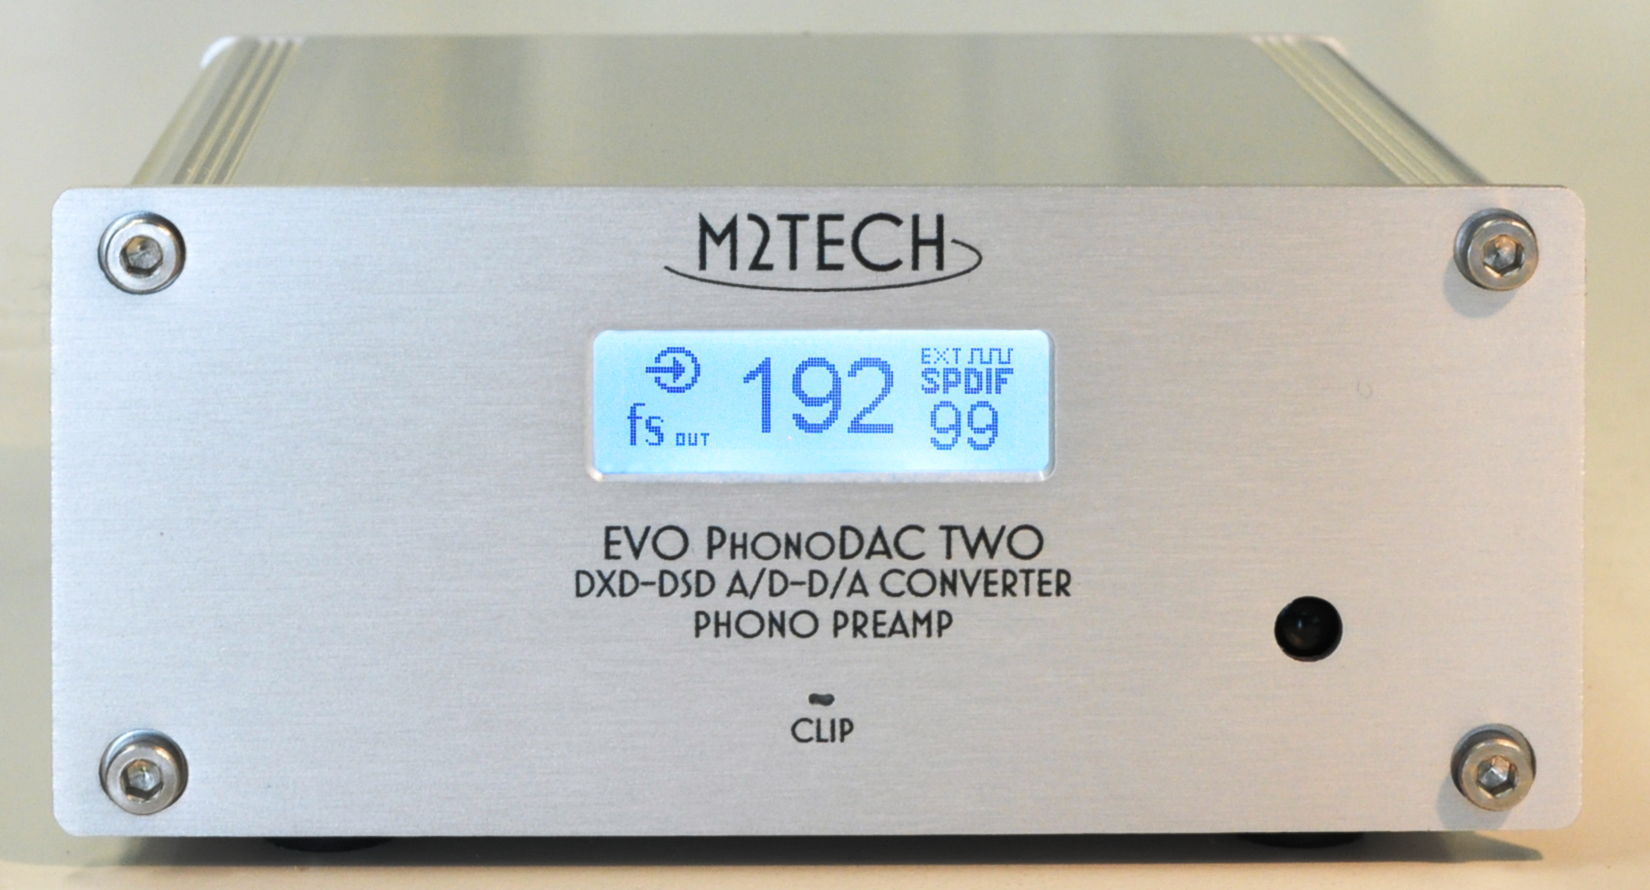 M2TECH
EXT
192 SPDIF
fs OUT 99
EVO PHONODAC TWO
DXD-DSD A/D-D/A CONVERTER
PHONO PREAMP
CLIP